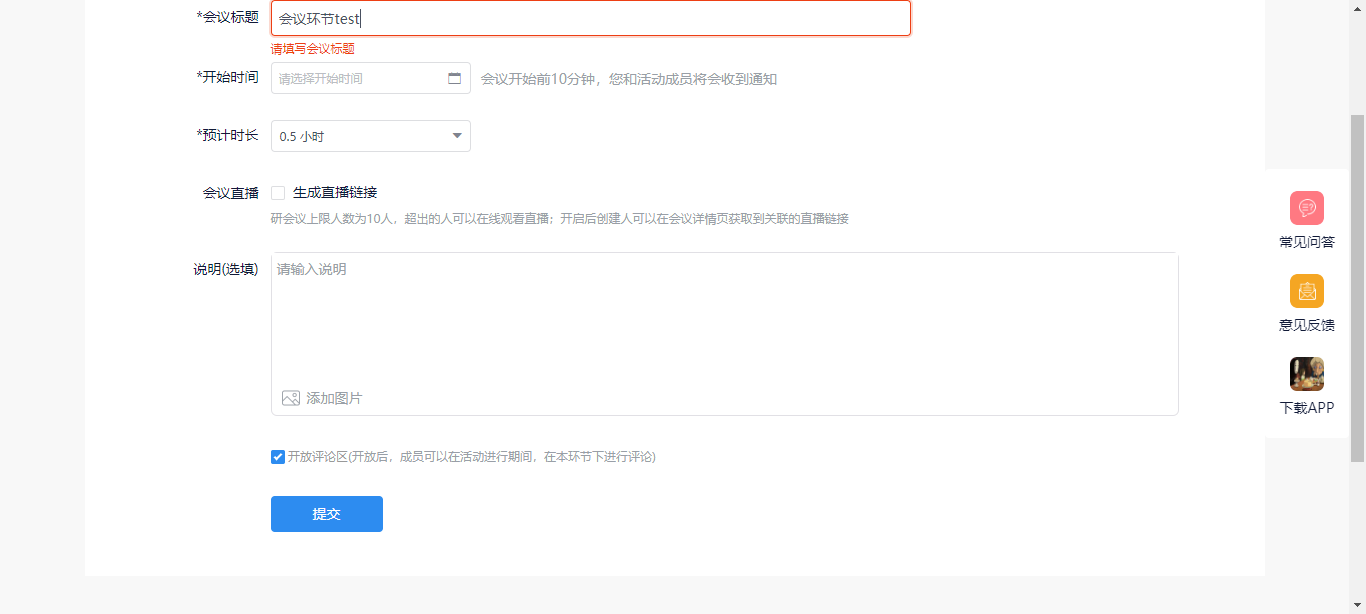 *会议标题 会议环节test
请填写会议标题
*开始时间 请选择开始时间 会议开始前10分钟，您和活动成员将会收到通知
*预计时长 0.5 小时
会议直播 生成直播链接
研会议上限人数为10人，超出的人可以在线观看直播；开启后创建人可以在会议详情页获取到关联的直播链接
说明(选填) 请输入说明
添加图片
开放评论区(开放后，成员可以在活动进行期间，在本环节下进行评论)
提交
常见问答
意见反馈
下载APP